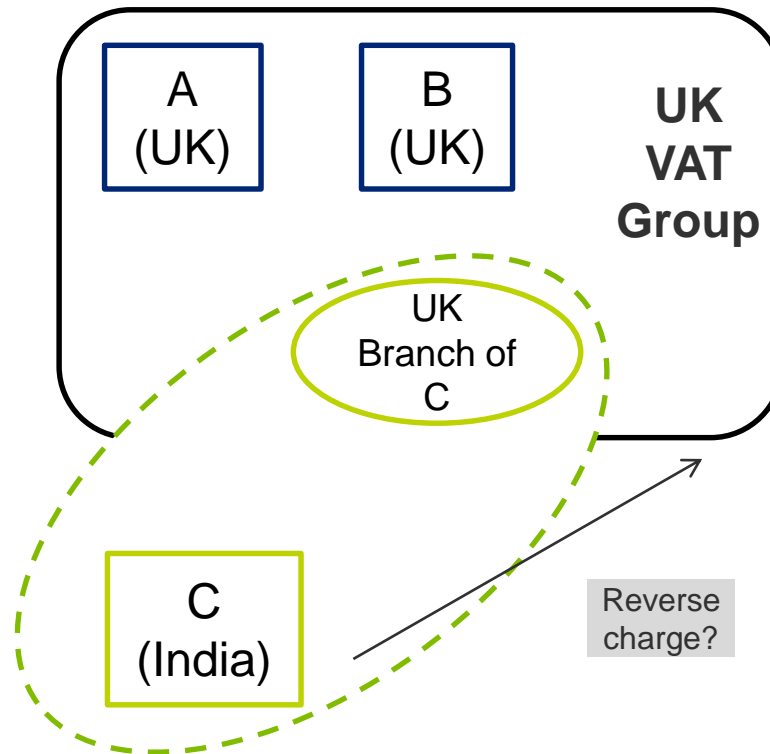 A
(UK)
B
(UK)
UK
VAT
Group
UK
Branch of
C
C
(India)
Reverse
charge?